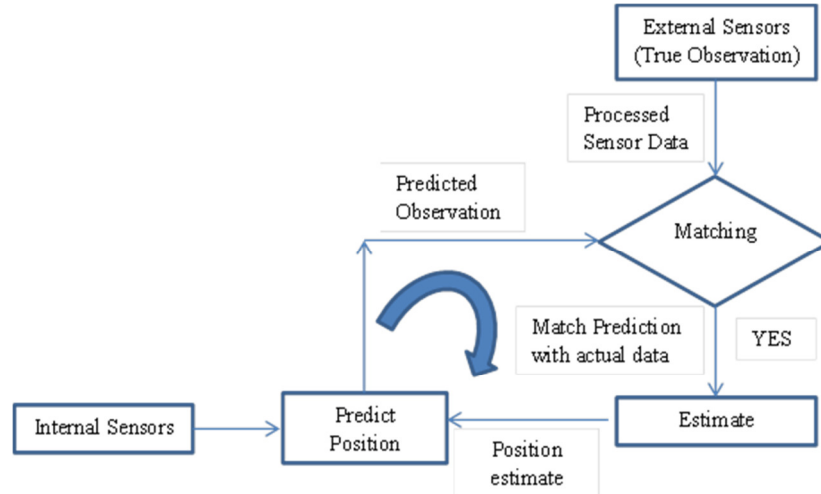 External Sensors
(True Observation)
Processed
Sensor Data
Predicted
Observation
Matching
Match Prediction
with actual data
YES
Internal Sensors
Predict
Position
Estimate
Position
estimate